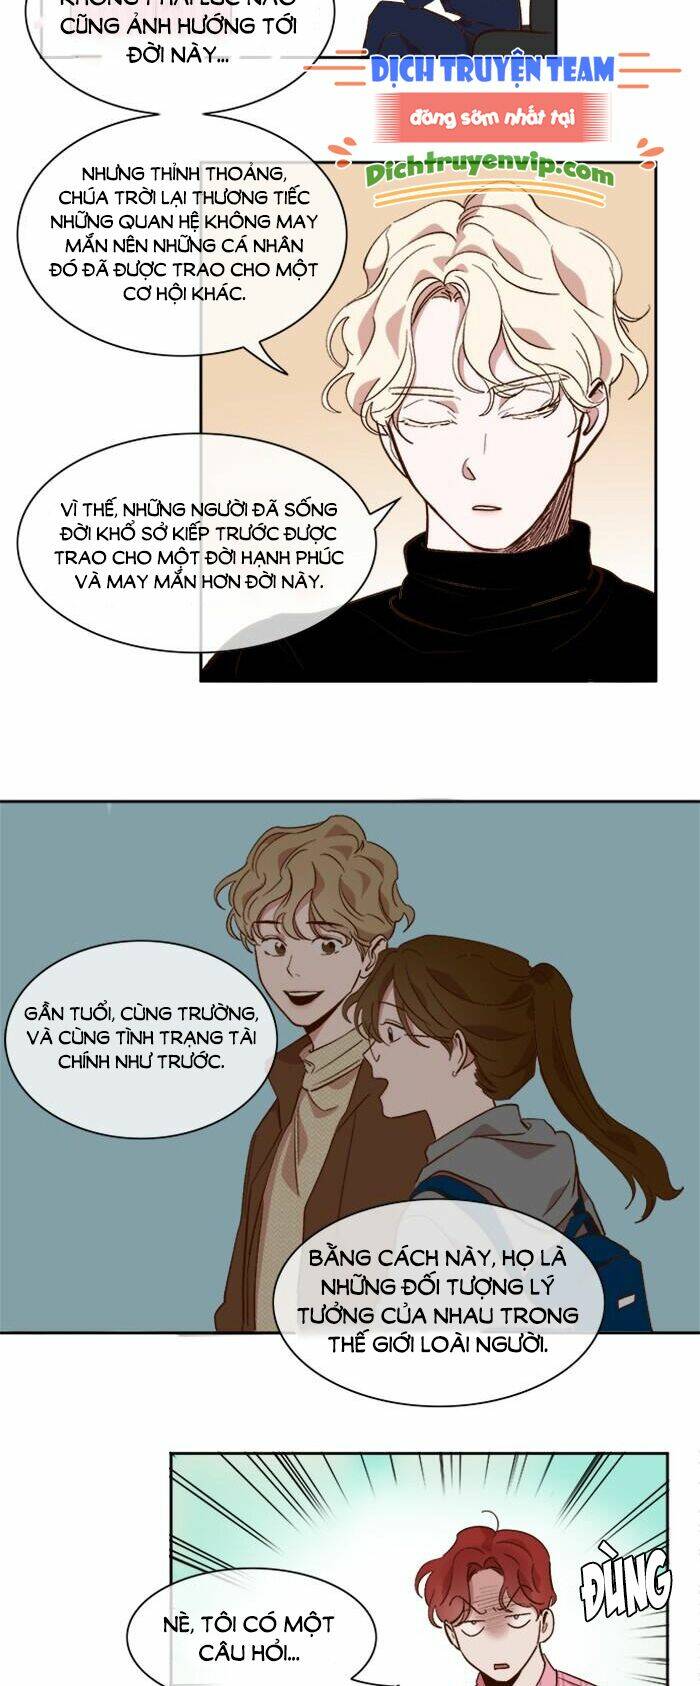 CŨNG ẢNH HƯỚNG TỚI
ĐỜI NÀY...
DỊCH TRUYỆN TEAM
đăng sớm nhất tại
Dichtruyenvip.com
NHƯNG THỈNH THOẢNG,
CHÚA TRỜI LẠI THƯƠNG TIẾC
NHỮNG QUAN HỆ KHÔNG MAY
MẮN NÊN NHỮNG CÁ NHÂN
ĐÓ ĐÃ ĐƯỢC TRAO CHO MỘT
CƠ HỘI KHÁC.
VÌ THẾ, NHỮNG NGƯỜI ĐÃ SỐNG
ĐỜI KHỔ SỞ KIẾP TRƯỚC ĐƯỢC
TRAO CHO MỘT ĐỜI HẠNH PHÚC
VÀ MAY MẮN HƠN ĐỜI NÀY.
GẦN TUỔI, CÙNG TRƯỜNG,
VÀ CÙNG TÌNH TRẠNG TÀI
CHÍNH NHƯ TRƯỚC.
BẰNG CÁCH NÀY, HỌ LÀ
NHỮNG ĐỐI TƯỢNG LÝ
TƯỞNG CỦA NHAU TRONG
THẾ GIỚI LOÀI NGƯỜI.
ĐÙNG
NÈ, TÔI CÓ MỘT
CÂU HỎI...